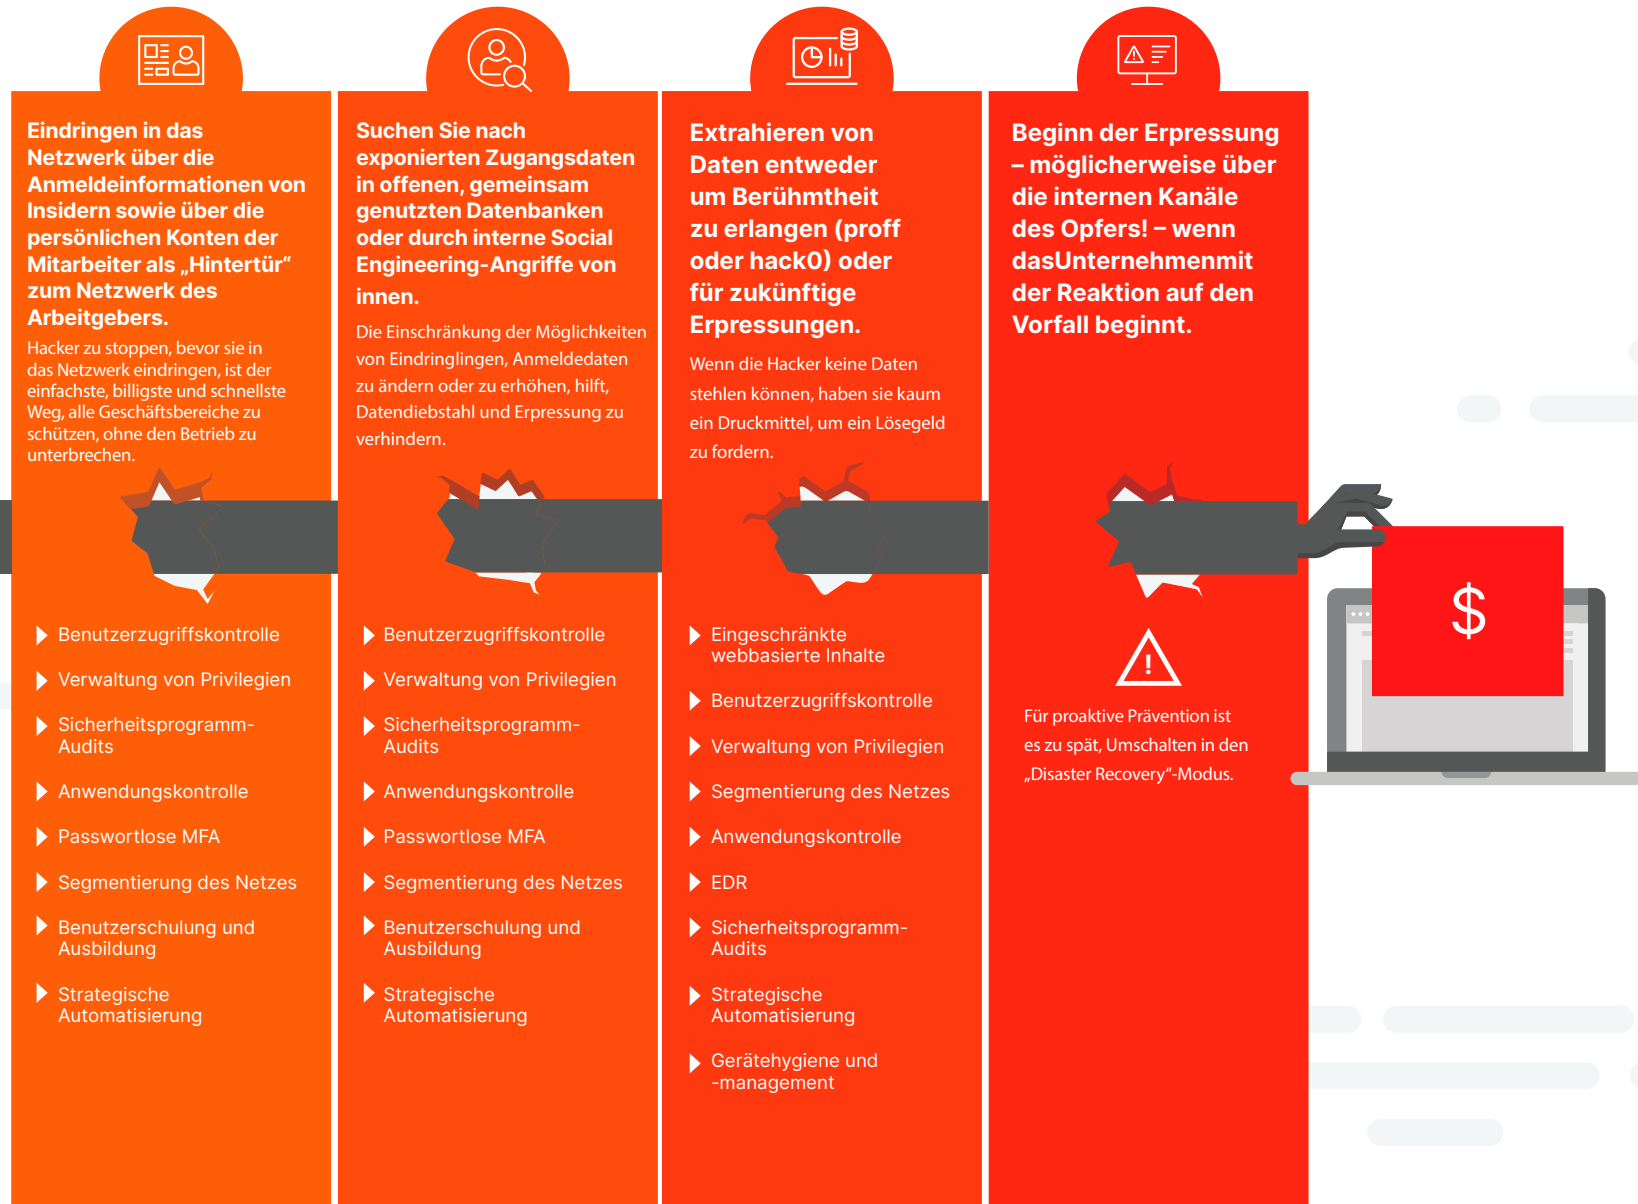 Eindringen in das
Netzwerk über die
Anmeldeinformationen von
Insidern sowie über die
persönlichen Konten der
Mitarbeiter als „Hintertür“
zum Netzwerk des
Arbeitgebers.
Hacker zu stoppen, bevor sie in
das Netzwerk eindringen, ist der
einfachste, billigste und schnellste
Weg, alle Geschäftsbereiche zu
schützen, ohne den Betrieb zu
unterbrechen.
Benutzerzugriffskontrolle
Verwaltung von Privilegien
Sicherheitsprogramm-
Audits
Anwendungskontrolle
Passwortlose MFA
Segmentierung des Netzes
Benutzerschulung und
Ausbildung
Strategische
Automatisierung
Suchen Sie nach
exponierten Zugangsdaten
in offenen, gemeinsam
genutzten Datenbanken
oder durch interne Social
Engineering-Angriffe von
innen.
Die Einschränkung der Möglichkeiten
von Eindringlingen, Anmeldedaten
zu ändern oder zu erhöhen, hilft,
Datendiebstahl und Erpressung zu
verhindern.
Benutzerzugriffskontrolle
Verwaltung von Privilegien
Sicherheitsprogramm-
Audits
Anwendungskontrolle
Passwortlose MFA
Segmentierung des Netzes
Benutzerschulung und
Ausbildung
Strategische
Automatisierung
Extrahieren von
Daten entweder
um Berühmtheit
zu erlangen (proff
oder hack0) oder
für zukünftige
Erpressungen.
Wenn die Hacker keine Daten
stehlen können, haben sie kaum
ein Druckmittel, um ein Lösegeld
zu fordern.
Eingeschränkte
webbasierte Inhalte
Benutzerzugriffskontrolle
Verwaltung von Privilegien
Segmentierung des Netzes
Anwendungskontrolle
EDR
Sicherheitsprogramm-
Audits
Strategische
Automatisierung
Gerätehygiene und
-management
Beginn der Erpressung
– möglicherweise über
die internen Kanäle
des Opfers! – wenn
dasUnternehmenmit
der Reaktion auf den
Vorfall beginnt.
!
Für proaktive Prävention ist
es zu spät, Umschalten in den
„Disaster Recovery“-Modus.
$